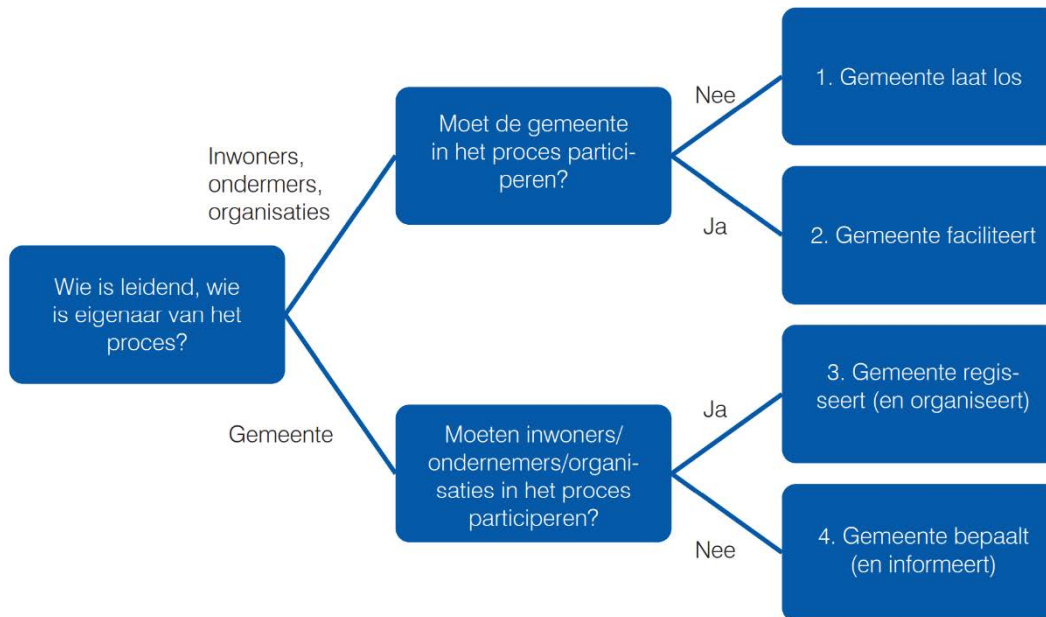 Wie is leidend, wie
is eigenaar van het
proces?
Inwoners,
ondermers,
organisaties
Gemeente
Moet de gemeente
in het proces partici-
peren?
Nee
Ja
1. Gemeente laat los
2. Gemeente faciliteert
Moeten inwoners/
ondernemers/organi-
saties in het proces
participeren?
Ja
Nee
3. Gemeente regis-
seert (en organiseert)
4. Gemeente bepaalt
(en informeert)